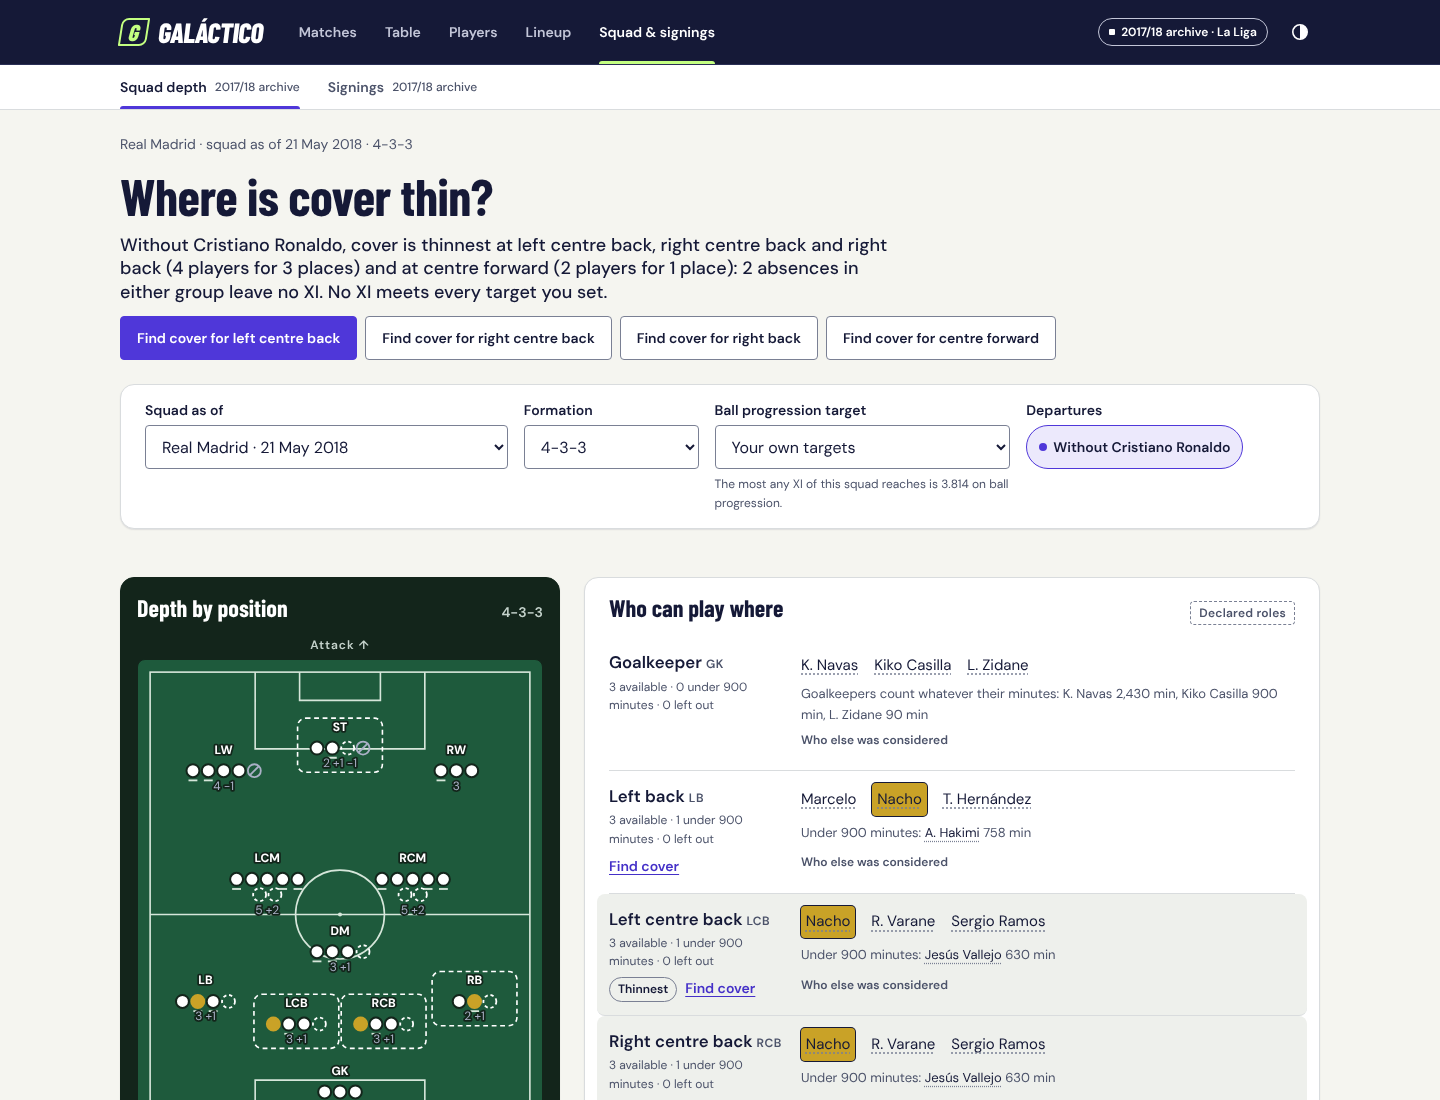 G GALÁCTICO
Matches Table Players Lineup Squad & signings
2017/18 archive · La Liga
Squad depth 2017/18 archive Signings 2017/18 archive
Real Madrid · squad as of 21 May 2018 · 4-3-3
Where is cover thin?
Without Cristiano Ronaldo, cover is thinnest at left centre back, right centre back and right
back (4 players for 3 places) and at centre forward (2 players for 1 place): 2 absences in
either group leave no XI. No XI meets every target you set.
Find cover for left centre back Find cover for right centre back Find cover for right back Find cover for centre forward
Squad as of Formation Ball progression target Departures
Real Madrid · 21 May 2018 4-3-3 Your own targets Without Cristiano Ronaldo
The most any XI of this squad reaches is 3.814 on ball
progression.
Depth by position 4-3-3
Attack ↑
ST
2 +1 -1
LW
4 -1
RW
3
LCM
5 +2
RCM
5 +2
DM
3 +1
LB
3 +1
RB
2 +1
LCB
3 +1
RCB
3 +1
GK
Who can play where Declared roles
Goalkeeper GK
3 available · 0 under 900
minutes · 0 left out
K. Navas Kiko Casilla L. Zidane
Goalkeepers count whatever their minutes: K. Navas 2,430 min, Kiko Casilla 900
min, L. Zidane 90 min
Who else was considered
Left back LB
3 available · 1 under 900
minutes · 0 left out
Find cover
Marcelo Nacho T. Hernández
Under 900 minutes: A. Hakimi 758 min
Who else was considered
Left centre back LCB
3 available · 1 under 900
minutes · 0 left out
Thinnest Find cover
Nacho R. Varane Sergio Ramos
Under 900 minutes: Jesús Vallejo 630 min
Who else was considered
Right centre back RCB
3 available · 1 under 900
minutes · 0 left out
Nacho R. Varane Sergio Ramos
Under 900 minutes: Jesús Vallejo 630 min